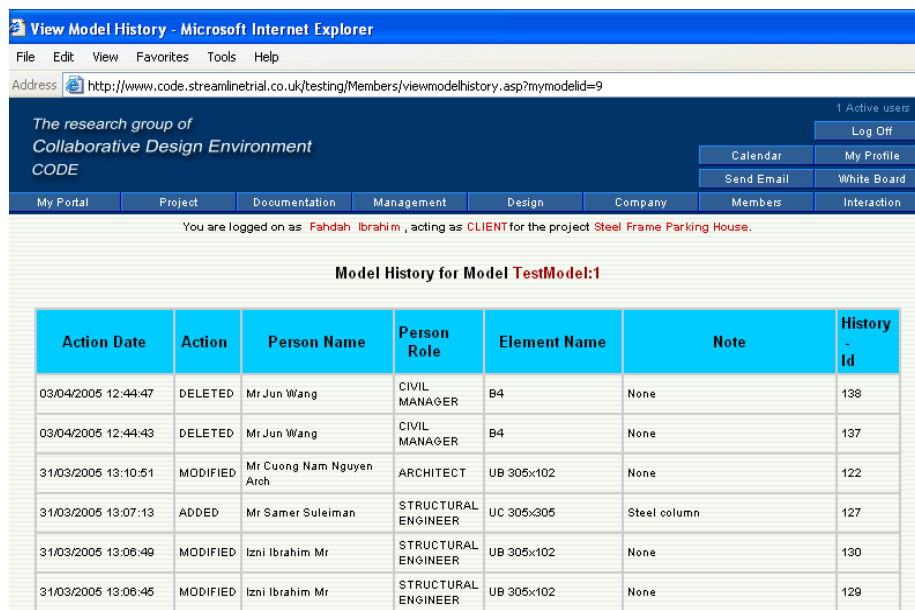 View Model History - Microsoft Internet Explorer
File Edit View Favorites Tools Help
Address http://www.code.streamlinetrial.co.uk/testing/Members/viewmodelhistory.asp?mymodelid=9
1 Active users
The research group of
Collaborative Design Environment
CODE
Log Off
Calendar My Profile
Send Email White Board
My Portal Project Documentation Management Design Company Members Interaction
You are logged on as Fahdah Ibrahim , acting as CLIENT for the project Steel Frame Parking House.
Model History for Model TestModel:1
Action Date Action Person Name Person Role Element Name Note History - Id
03/04/2005 12:44:47 DELETED Mr Jun Wang CIVIL MANAGER B4 None 138
03/04/2005 12:44:43 DELETED Mr Jun Wang CIVIL MANAGER B4 None 137
31/03/2005 13:10:51 MODIFIED Mr Cuong Nam Nguyen Arch ARCHITECT UB 305x102 None 122
31/03/2005 13:07:13 ADDED Mr Samer Suleiman STRUCTURAL ENGINEER UC 305x305 Steel column 127
31/03/2005 13:06:49 MODIFIED Izni Ibrahim Mr STRUCTURAL ENGINEER UB 305x102 None 130
31/03/2005 13:06:45 MODIFIED Izni Ibrahim Mr STRUCTURAL ENGINEER UB 305x102 None 129